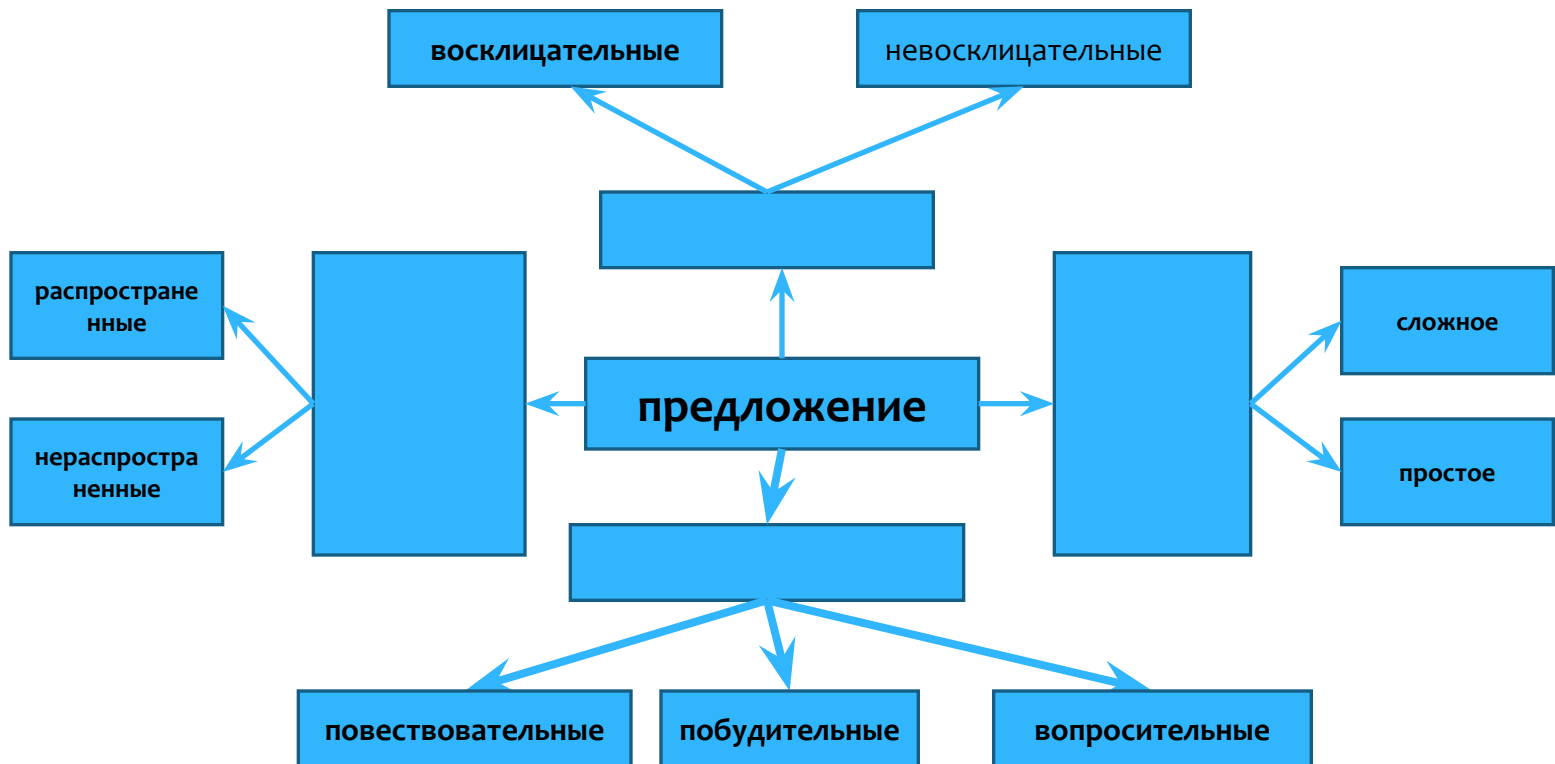 восклицательные
невосклицательные
распростране
нные
сложное
предложение
нераспростра
ненные
простое
повествовательные
побудительные
вопросительные